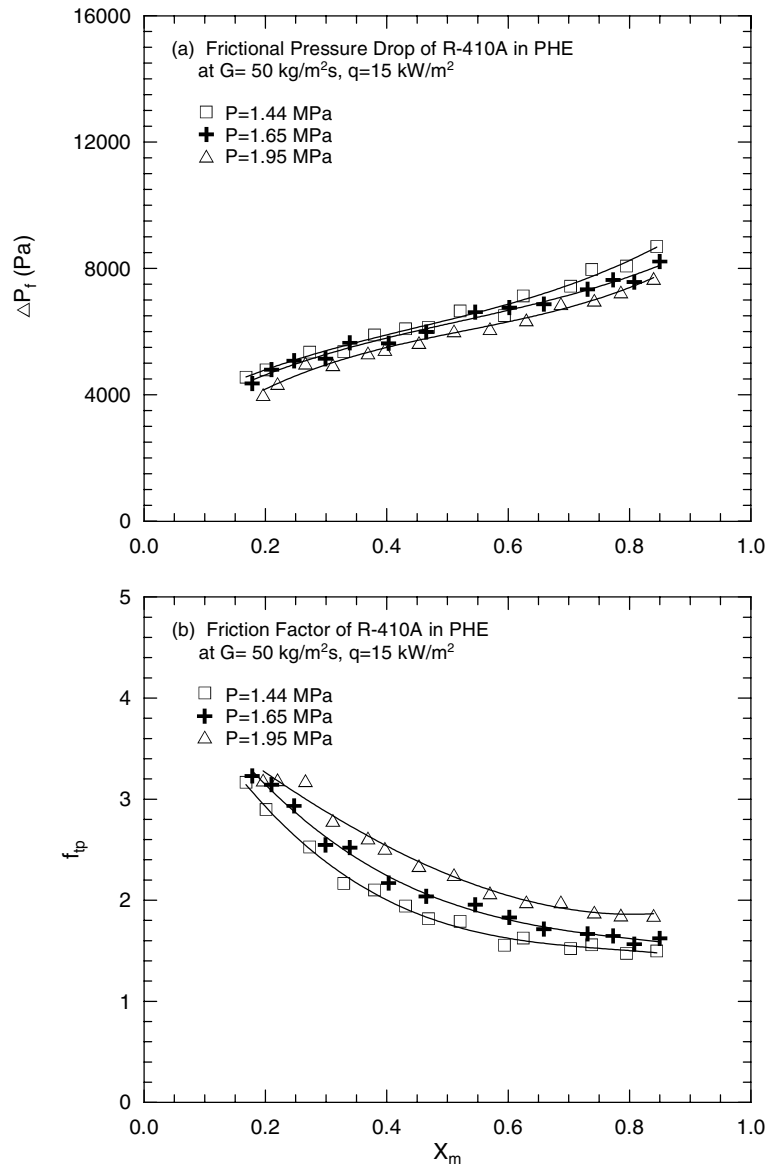 16000
(a) Frictional Pressure Drop of R-410A in PHE
at G= 50 kg/m²s, q=15 kW/m²
P=1.44 MPa
P=1.65 MPa
P=1.95 MPa
12000
8000
4000
0
△P_f (Pa)
0.0 0.2 0.4 0.6 0.8 1.0
5
(b) Friction Factor of R-410A in PHE
at G= 50 kg/m²s, q=15 kW/m²
P=1.44 MPa
P=1.65 MPa
P=1.95 MPa
4
3
2
1
0
f_tp
0.0 0.2 0.4 0.6 0.8 1.0
X_m